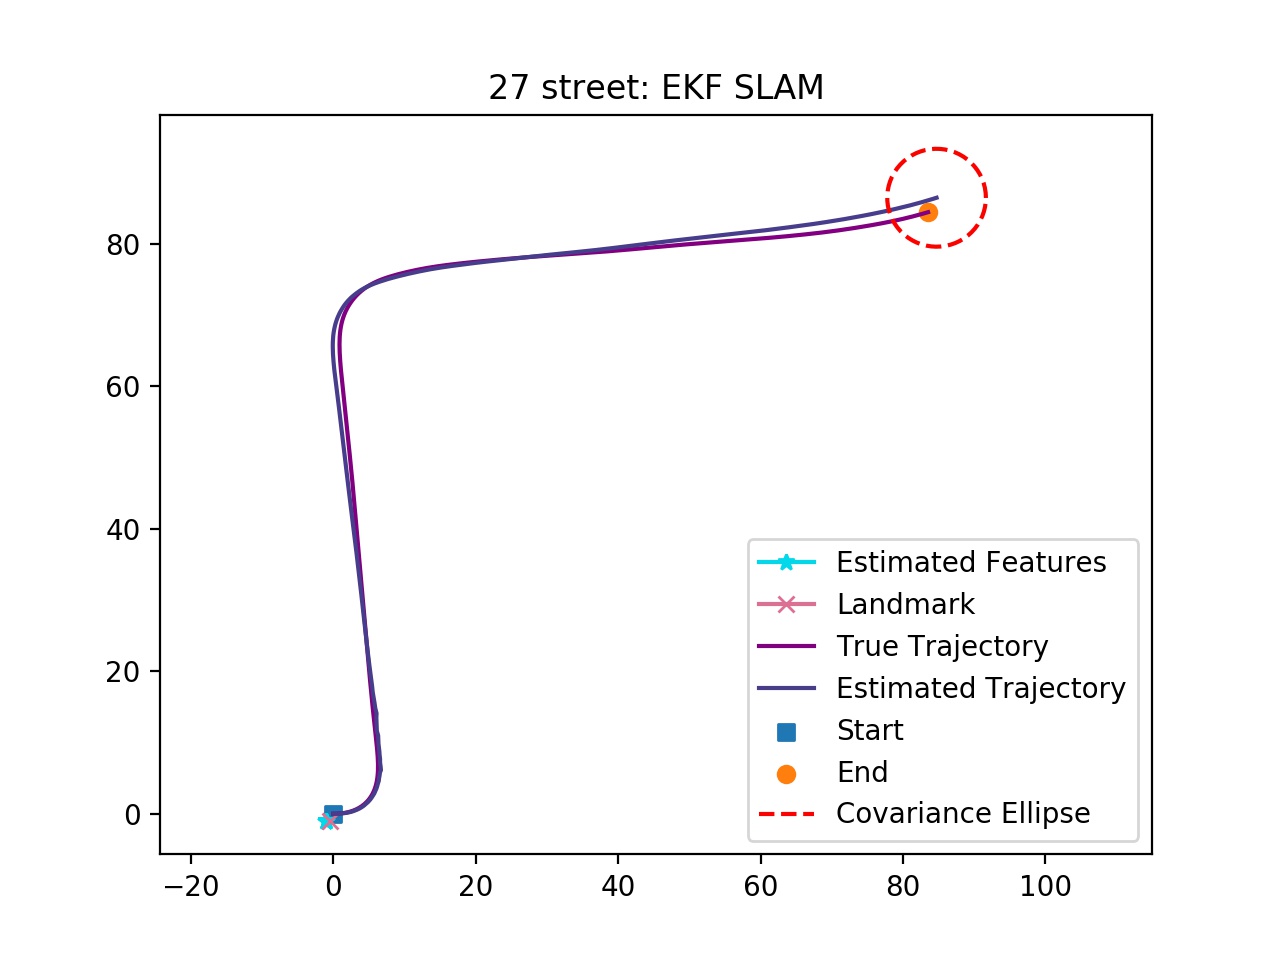 27 street: EKF SLAM
80
60
40
20
0
Estimated Features
Landmark
True Trajectory
Estimated Trajectory
Start
End
Covariance Ellipse
−20 0 20 40 60 80 100